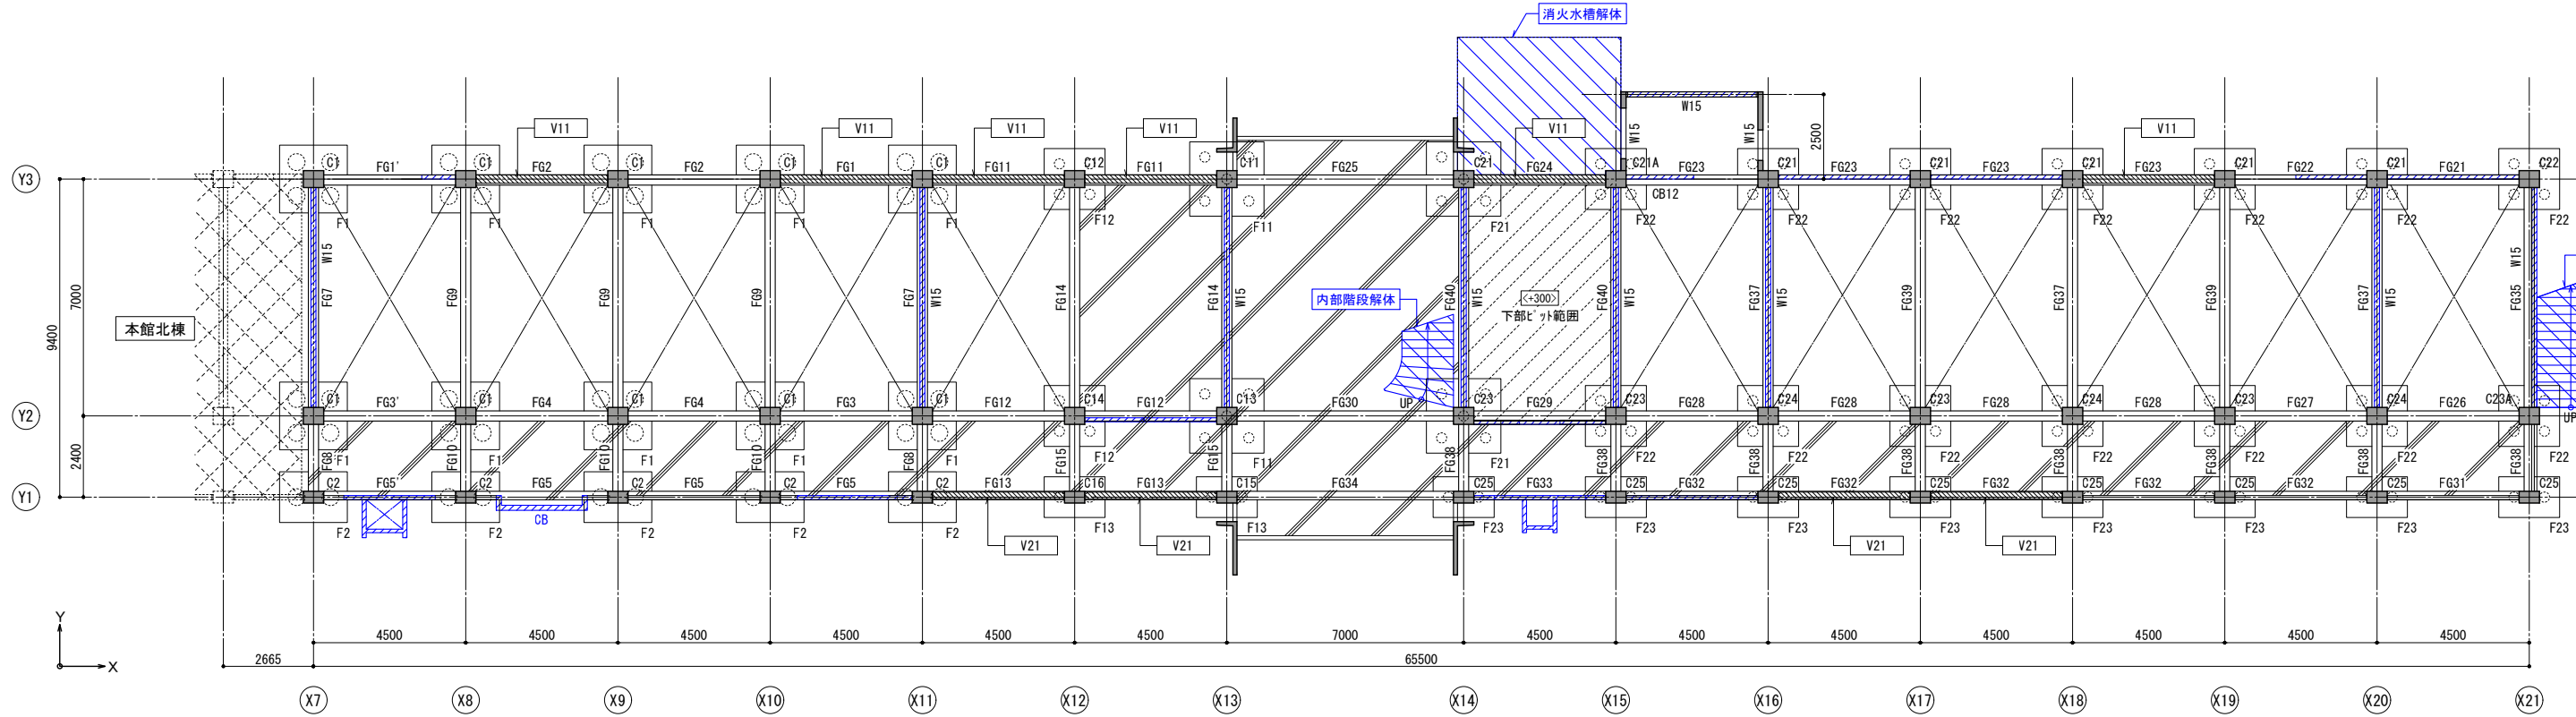 消火水槽解体
W15
V11 V11 V11 V11 V11 V11
W15 W15 2500
Y3
C1 FG1' C1 FG2 C1 FG2 C1 FG1 C1 FG11 C12 FG11 C11 FG25 C21 FG24 C21A FG23 C21 FG23 C21 FG23 C21 FG23 C21 FG22 C21 FG21 C22
CB12
F1 F1 F1 F1 F1 F12 F11 F21 F22 F22 F22 F22 F22 F22 F22
9400 7000
本館北棟
FG7 W15 FG9 FG9 FG9 FG7 W15 FG14 FG14 W15 FG40 W15 FG40 W15 FG37 W15 FG39 FG37 FG39 FG37 W15 FG35 W15
内部階段解体
<+300>
下部ピット範囲
UP UP
Y2
C1 FG3' C1 FG4 C1 FG4 C1 FG3 C1 FG12 C14 FG12 C13 FG30 C23 FG29 C23 FG28 C24 FG28 C23 FG28 C24 FG28 C23 FG27 C24 FG26 C23A
2400
FG8 FG10 FG10 FG10 FG8 FG15 FG15 FG38 FG38 FG38 FG38 FG38 FG38 FG38 FG38
F1 F1 F1 F1 F1 F12 F11 F21 F22 F22 F22 F22 F22 F22 F22
Y1
FG5 C2 FG5 C2 FG5 C2 FG5 C2 FG13 C16 FG13 C15 FG34 C25 FG33 C25 FG32 C25 FG32 C25 FG32 C25 FG32 C25 FG32 C25 FG31 C25
C2
CB
F2 F2 F2 F2 F2 F13 F13 F23 F23 F23 F23 F23 F23 F23 F23
V21 V21 V21 V21
Y
X
4500 4500 4500 4500 4500 4500 7000 4500 4500 4500 4500 4500 4500 4500
2665 65500
X7 X8 X9 X10 X11 X12 X13 X14 X15 X16 X17 X18 X19 X20 X21